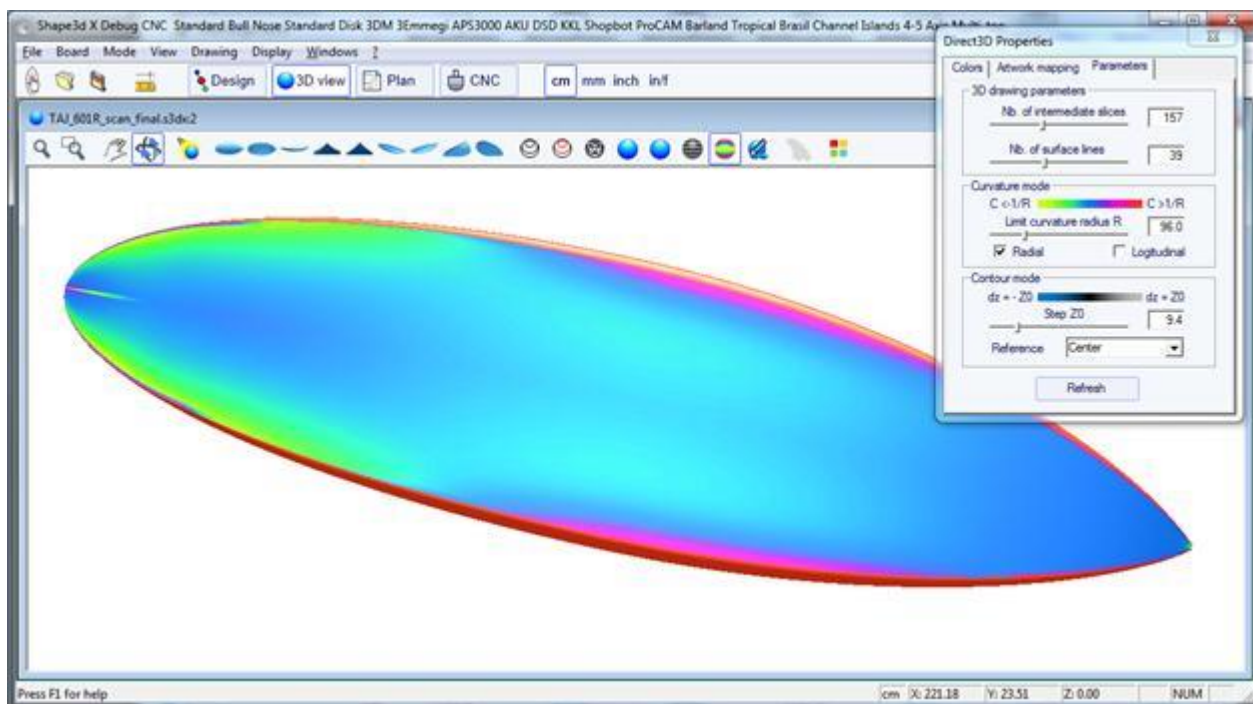 Shape3d X Debug CNC Standard Bull Nose Standard Disk 3DM 3Emmegi APS3000 AKU DSD KKL Shopbot ProCAM Barland Tropical Brasil Channel Islands 4-5 Axis
File Board Mode View Drawing Display Windows ?
Design 3D view Plan CNC cm mm inch in/f
TAJ_601R_scan_final.s3dx:2
Direct3D Properties
Colors Artwork mapping Parameters
3D drawing parameters
Nb. of intermediate slices 157
Nb. of surface lines 39
Curvature mode
C <-1/R C >1/R
Limit curvature radius R 96.0
Radial Logtudinal
Contour mode
dz = - Z0 dz = Z0
Step Z0 9.4
Reference Center
Refresh
Press F1 for help cm X: 221.18 Y: 23.51 Z: 0.00 NUM